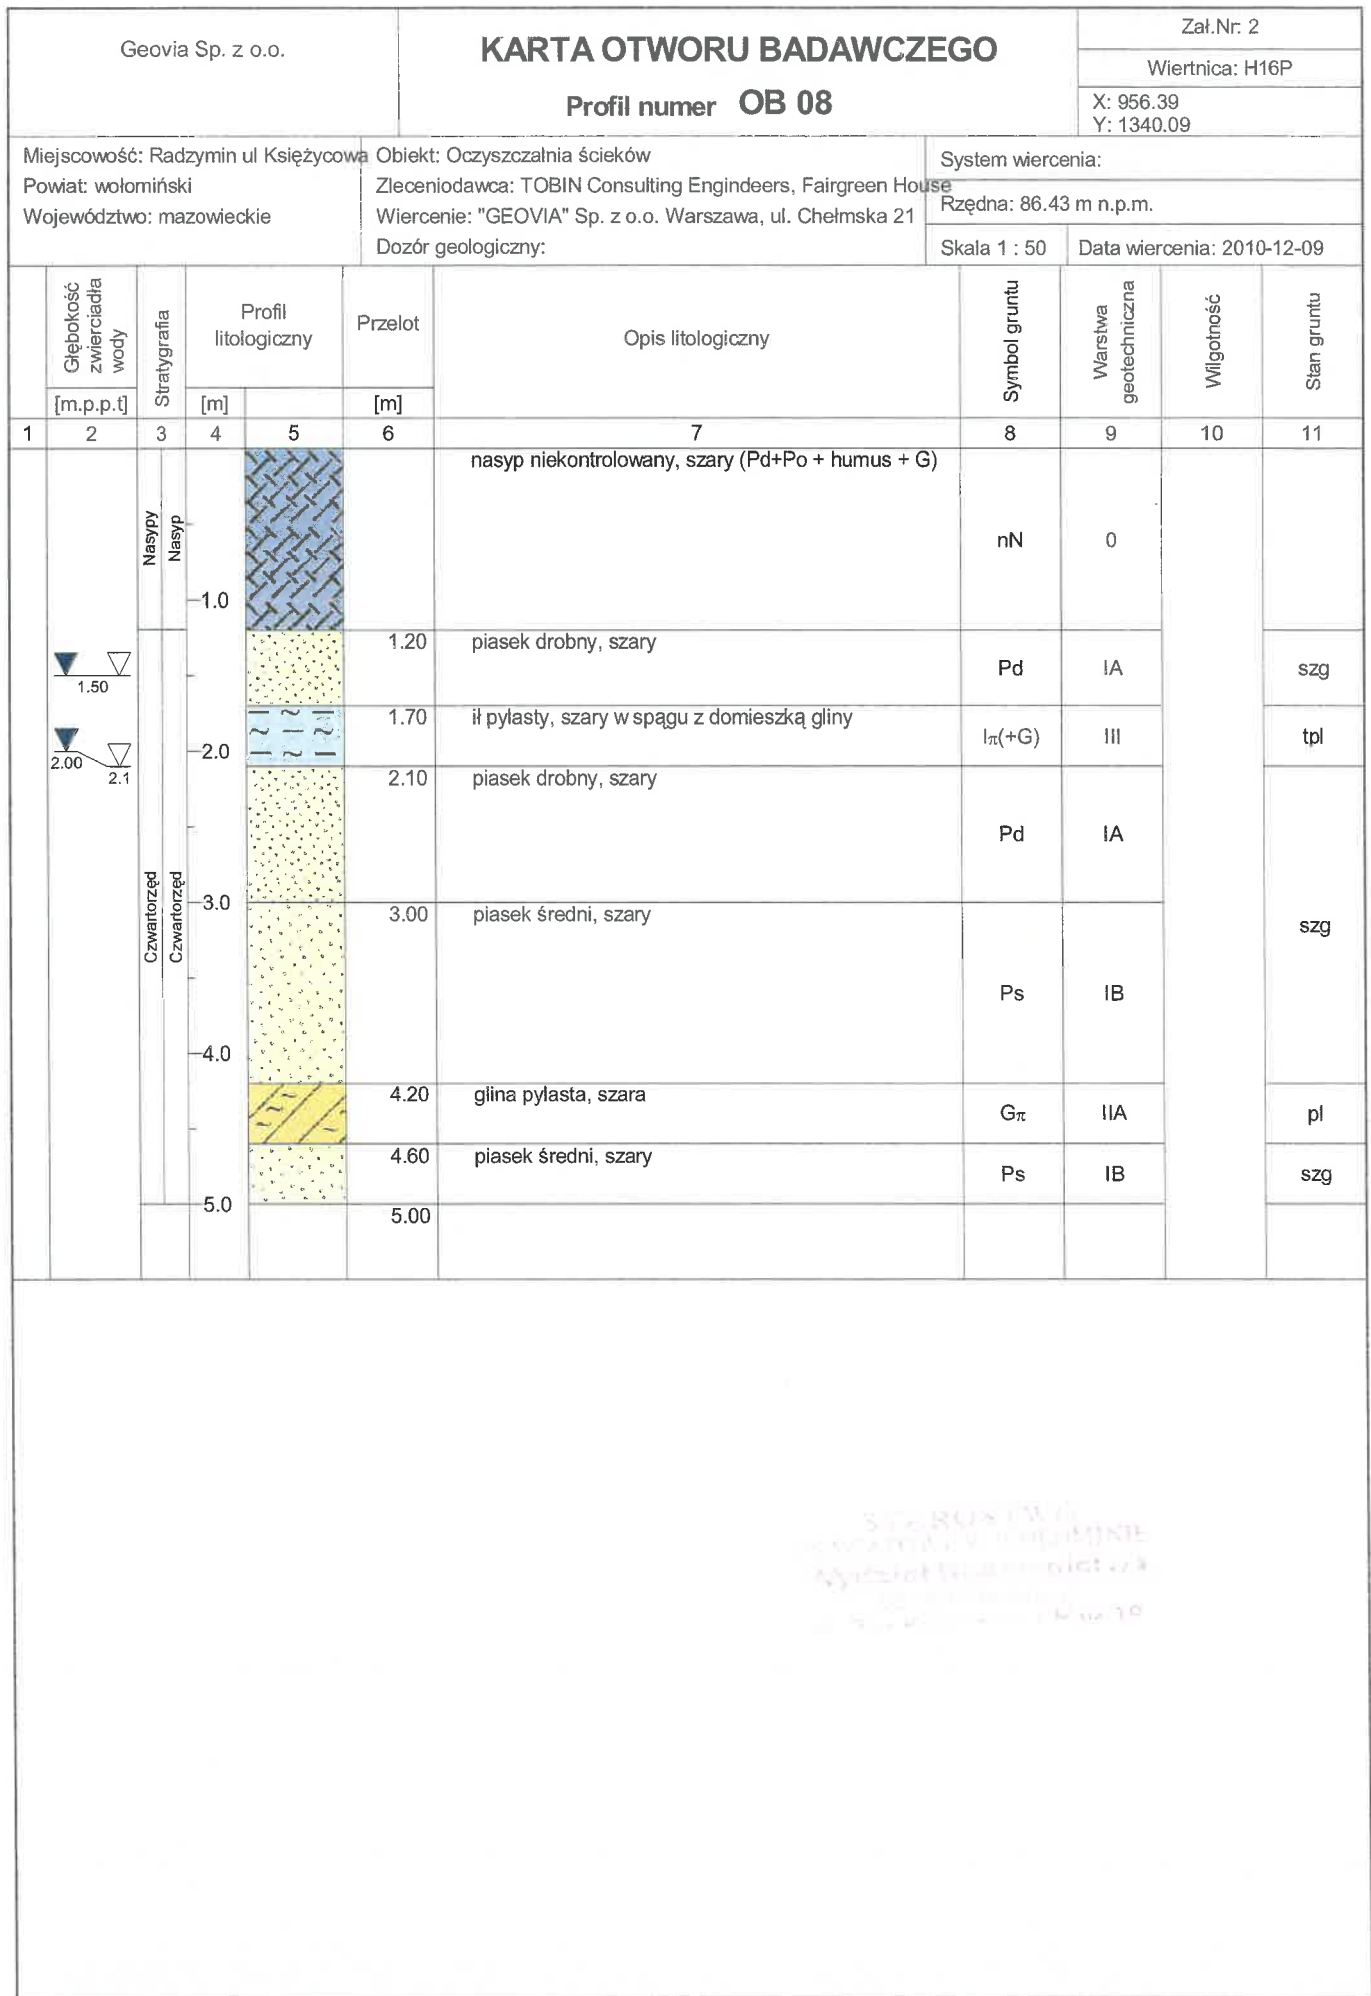 Geovia Sp. z o.o.
KARTA OTWORU BADAWCZEGO
Profil numer OB 08
Zał.Nr: 2
Wiertnica: H16P
X: 956.39
Y: 1340.09
Miejscowość: Radzymin ul Księżycowa
Powiat: wołomiński
Województwo: mazowieckie
Obiekt: Oczyszczalnia ścieków
Zleceniodawca: TOBIN Consulting Engindeers, Fairgreen House
Wiercenie: "GEOVIA" Sp. z o.o. Warszawa, ul. Chełmska 21
Dozór geologiczny:
System wiercenia:
Rzędna: 86.43 m n.p.m.
Skala 1 : 50
Data wiercenia: 2010-12-09
Głębokość zwierciadła wody
[m.p.p.t]
Stratygrafia
Profil litologiczny
[m]
Przelot
[m]
Opis litologiczny
Symbol gruntu
Warstwa geotechniczna
Wilgotność
Stan gruntu
1 2 3 4 5 6 7 8 9 10 11
Nasypy
Nasyp
nasyp niekontrolowany, szary (Pd+Po + humus + G)
nN 0
1.0
1.20 piasek drobny, szary Pd IA szg
1.50
1.70 ił pylasty, szary w spągu z domieszką gliny Iπ(+G) III tpl
2.00
2.1
2.0
2.10 piasek drobny, szary Pd IA
Czwartorzęd
Czwartorzęd
3.0
3.00 piasek średni, szary Ps IB szg
4.0
4.20 glina pylasta, szara Gπ IIA pl
4.60 piasek średni, szary Ps IB szg
5.0
5.00